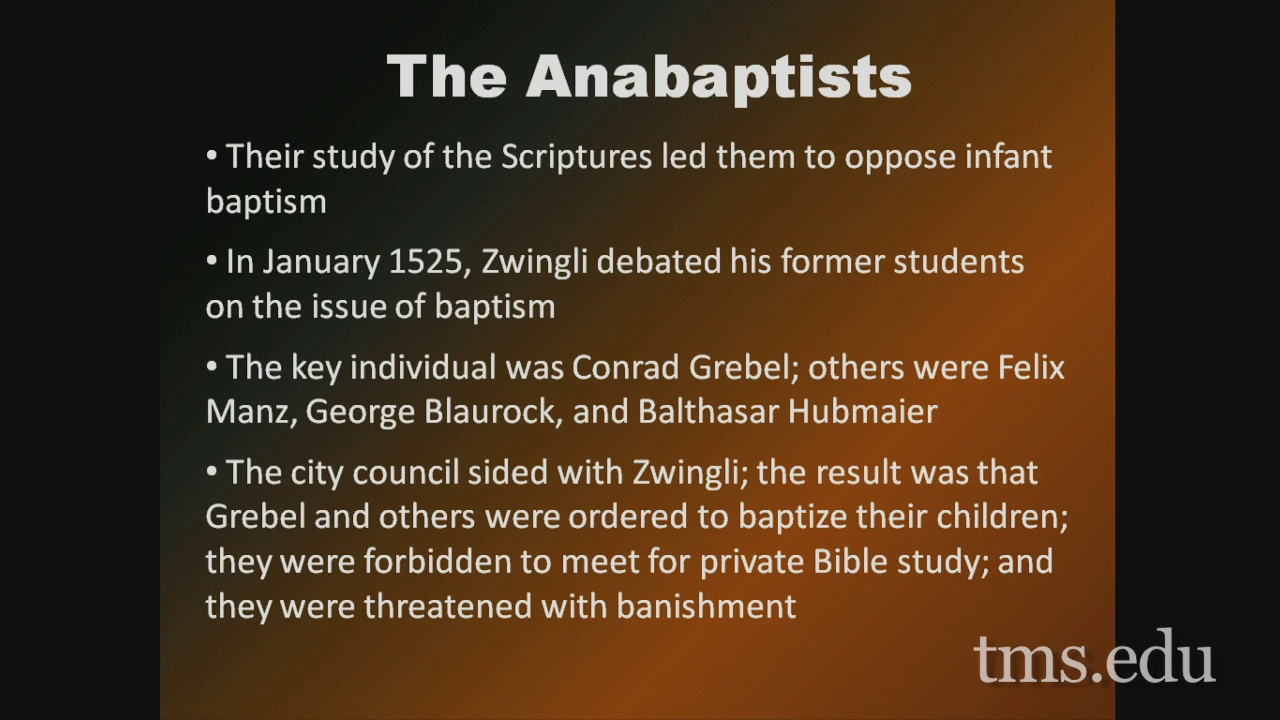 The Anabaptists
• Their study of the Scriptures led them to oppose infant
baptism
• In January 1525, Zwingli debated his former students
on the issue of baptism
• The key individual was Conrad Grebel; others were Felix
Manz, George Blaurock, and Balthasar Hubmaier
• The city council sided with Zwingli; the result was that
Grebel and others were ordered to baptize their children;
they were forbidden to meet for private Bible study; and
they were threatened with banishment
tms.edu